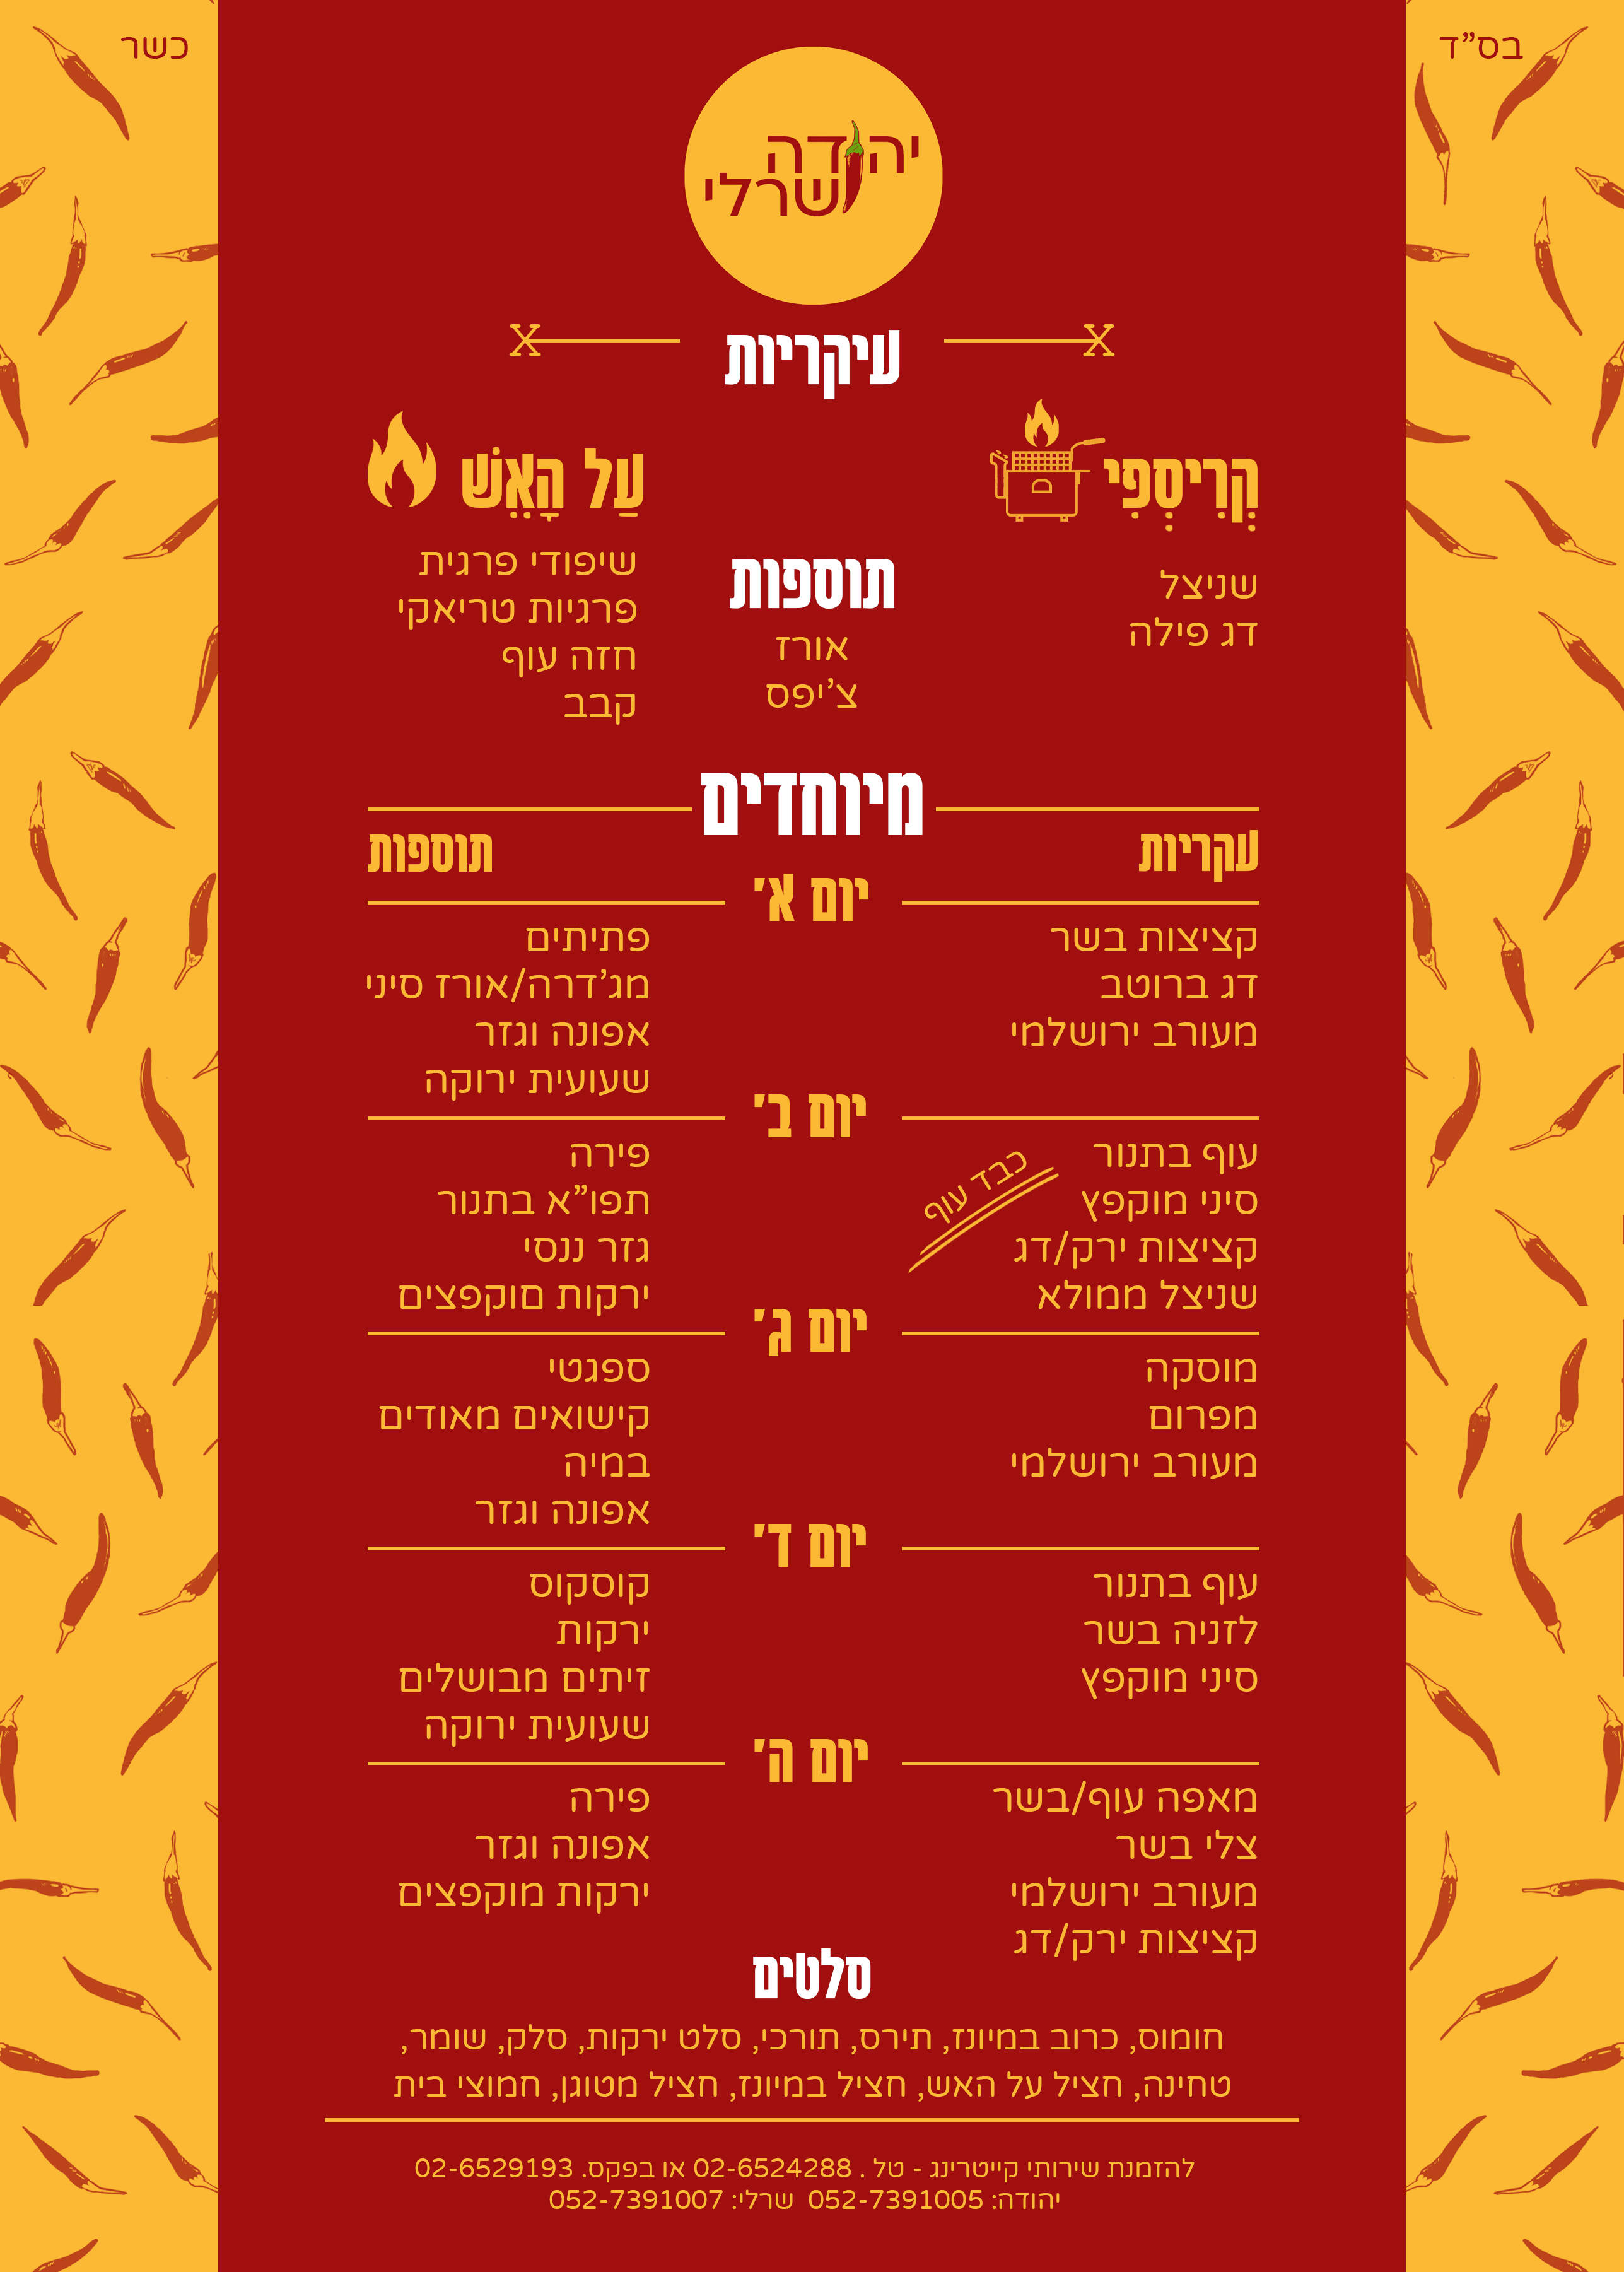 בס"ד
כשר
יהודה
ושרלי
עיקריות
קְרִיסְפִּי
שניצל
דג פילה
תוספות
אורז
צ'יפס
עַל הָאֵשׁ
שיפודי פרגית
פרגיות טריאקי
חזה עוף
קבב
מיוחדים
עקריות
תוספות
יום א'
קציצות בשר
דג ברוטב
מעורב ירושלמי
פתיתים
מג'דרה/אורז סיני
אפונה וגזר
שעועית ירוקה
יום ב'
עוף בתנור
סיני מוקפץ
קציצות ירק/דג
שניצל ממולא
כבד עוף
פירה
תפו"א בתנור
גזר ננסי
ירקות םוקפצים
יום ג'
מוסקה
מפרום
מעורב ירושלמי
ספגטי
קישואים מאודים
במיה
אפונה וגזר
יום ד'
עוף בתנור
לזניה בשר
סיני מוקפץ
קוסקוס
ירקות
זיתים מבושלים
שעועית ירוקה
יום ה'
מאפה עוף/בשר
צלי בשר
מעורב ירושלמי
קציצות ירק/דג
פירה
אפונה וגזר
ירקות מוקפצים
סלטים
חומוס, כרוב במיונז, תירס, תורכי, סלט ירקות, סלק, שומר,
טחינה, חציל על האש, חציל במיונז, חציל מטוגן, חמוצי בית
להזמנת שירותי קייטרינג - טל . 02-6524288 או בפקס. 02-6529193
יהודה: 052-7391005 שרלי: 052-7391007